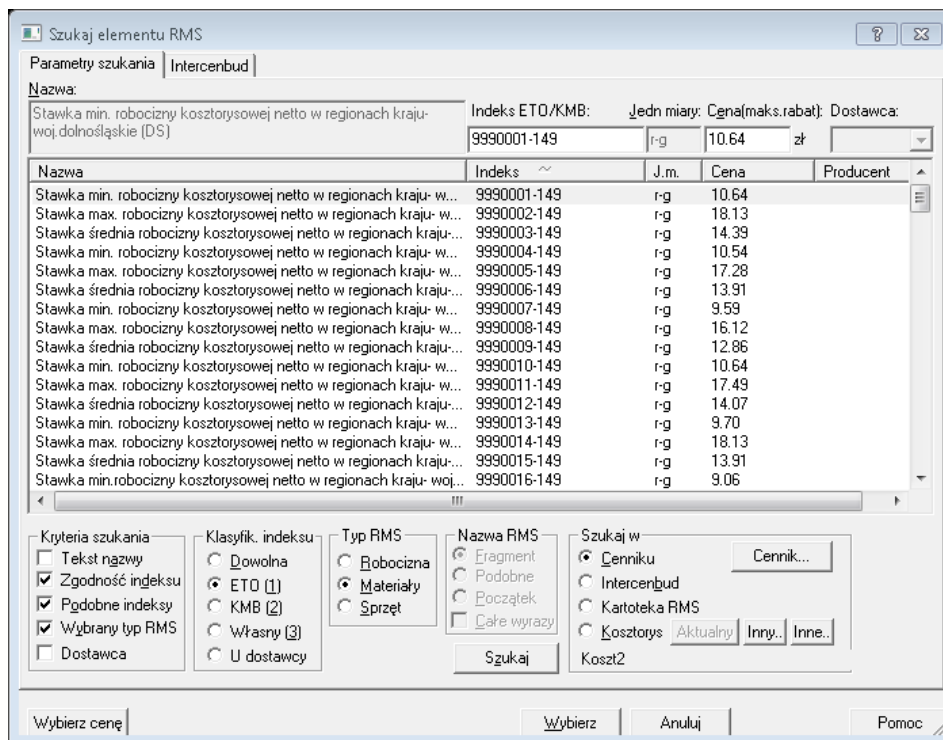 Szukaj elementu RMS
Parametry szukania Intercenbud
Nazwa:
Stawka min. robocizny kosztorysowej netto w regionach kraju-
woj.dolnośląskie (DS)
Indeks ETO/KMB: Jedn miary: Cena(maks.rabat): Dostawca:
9990001-149 r-g 10.64 zł
Nazwa Indeks J.m. Cena Producent
Stawka min. robocizny kosztorysowej netto w regionach kraju- w... 9990001-149 r-g 10.64
Stawka max. robocizny kosztorysowej netto w regionach kraju- w... 9990002-149 r-g 18.13
Stawka średnia robocizny kosztorysowej netto w regionach kraju-... 9990003-149 r-g 14.39
Stawka min. robocizny kosztorysowej netto w regionach kraju- w... 9990004-149 r-g 10.54
Stawka max. robocizny kosztorysowej netto w regionach kraju- w... 9990005-149 r-g 17.28
Stawka średnia robocizny kosztorysowej netto w regionach kraju-... 9990006-149 r-g 13.91
Stawka min. robocizny kosztorysowej netto w regionach kraju- w... 9990007-149 r-g 9.59
Stawka max. robocizny kosztorysowej netto w regionach kraju- w... 9990008-149 r-g 16.12
Stawka średnia robocizny kosztorysowej netto w regionach kraju-... 9990009-149 r-g 12.86
Stawka min. robocizny kosztorysowej netto w regionach kraju- w... 9990010-149 r-g 10.64
Stawka max. robocizny kosztorysowej netto w regionach kraju- w... 9990011-149 r-g 17.49
Stawka średnia robocizny kosztorysowej netto w regionach kraju-... 9990012-149 r-g 14.07
Stawka min. robocizny kosztorysowej netto w regionach kraju- w... 9990013-149 r-g 9.70
Stawka max. robocizny kosztorysowej netto w regionach kraju- w... 9990014-149 r-g 18.13
Stawka średnia robocizny kosztorysowej netto w regionach kraju-... 9990015-149 r-g 13.91
Stawka min.robocizny kosztorysowej netto w regionach kraju- woj... 9990016-149 r-g 9.06
Kryteria szukania
Tekst nazwy
Zgodność indeksu
Podobne indeksy
Wybrany typ RMS
Dostawca
Klasyfik. indeksu
Dowolna
ETO (1)
KMB (2)
Własny (3)
U dostawcy
Typ RMS
Robocizna
Materiały
Sprzęt
Nazwa RMS
Fragment
Podobne
Początek
Całe wyrazy
Szukaj
Szukaj w
Cenniku Cennik...
Intercenbud
Kartoteka RMS
Kosztorys Aktualny Inny.. Inne..
Koszt2
Wybierz cenę Wybierz Anuluj Pomoc